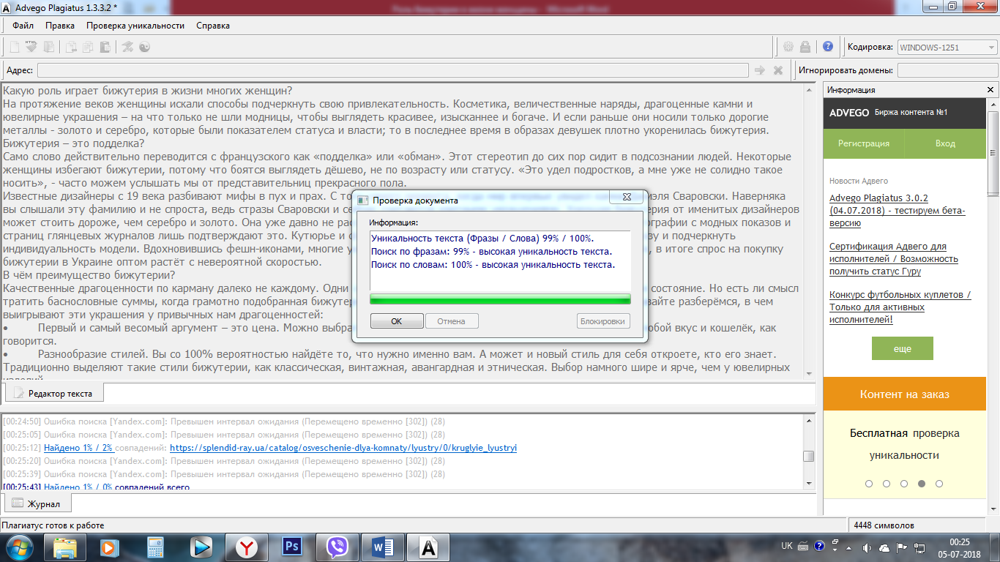 Advego Plagiatus 1.3.3.2 *
Роль бижутерии в жизни женщины - Microsoft Word
Файл Правка Проверка уникальности Справка
HTML
Кодировка: WINDOWS-1251
Адрес:
Игнорировать домены:
Какую роль играет бижутерия в жизни многих женщин?
На протяжение веков женщины искали способы подчеркнуть свою привлекательность. Косметика, величественные наряды, драгоценные камни и
ювелирные украшения – на что только не шли модницы, чтобы выглядеть красивее, изысканнее и богаче. И если раньше они носили только дорогие
металлы - золото и серебро, которые были показателем статуса и власти; то в последнее время в образах девушек плотно укоренилась бижутерия.
Бижутерия – это подделка?
Само слово действительно переводится с французского как «подделка» или «обман». Этот стереотип до сих пор сидит в подсознании людей. Некоторые
женщины избегают бижутерии, потому что боятся выглядеть дёшево, не по возрасту или статусу. «Это удел подростков, а мне уже не солидно такое
носить», - часто можем услышать мы от представительниц прекрасного пола.
Известные дизайнеры с 19 века разбивают мифы в пух и прах. С то
иэля Сваровски. Наверняка
вы слышали эту фамилию и не спроста, ведь стразы Сваровски и се
ерия от именитых дизайнеров
может стоить дороже, чем серебро и золото. Она уже давно не рас
ографии с модных показов и
страниц глянцевых журналов лишь подтверждают это. Кутюрье и с
зу и подчеркнуть
индивидуальность модели. Вдохновившись фешн-иконами, многие у
, в итоге спрос на покупку
бижутерии в Украине оптом растёт с невероятной скоростью.
В чём преимущество бижутерии?
Качественные драгоценности по карману далеко не каждому. Одни
состояние. Но есть ли смысл
тратить баснословные суммы, когда грамотно подобранная бижутер
вайте разберёмся, в чем
выигрывают эти украшения у привычных нам драгоценностей:
• Первый и самый весомый аргумент – это цена. Можно выбра
обой вкус и кошелёк, как
говорится.
• Разнообразие стилей. Вы со 100% вероятностью найдёте то, что нужно именно вам. А может и новый стиль для себя откроете, кто его знает.
Традиционно выделяют такие стили бижутерии, как классическая, винтажная, авангардная и этническая. Выбор намного шире и ярче, чем у ювелирных
изделий
Проверка документа
Информация:
Уникальность текста (Фразы / Слова) 99% / 100%.
Поиск по фразам: 99% - высокая уникальность текста.
Поиск по словам: 100% - высокая уникальность текста.
ОК Отмена Блокировки
Редактор текста
[00:24:50] Ошибка поиска [Yandex.com]: Превышен интервал ожидания (Перемещено временно [302]) (28)
[00:25:05] Ошибка поиска [Yandex.com]: Превышен интервал ожидания (Перемещено временно [302]) (28)
[00:25:12] Найдено 1% / 2% совпадений: https://splendid-ray.ua/catalog/osveschenie-dlya-komnaty/lyustry/0/kruglyie_lyustryi
[00:25:20] Ошибка поиска [Yandex.com]: Превышен интервал ожидания (Перемещено временно [302]) (28)
[00:25:39] Ошибка поиска [Yandex.com]: Превышен интервал ожидания (Перемещено временно [302]) (28)
[00:25:43] Найдено 1% / 0% совпадений всего
Журнал
Плагиатус готов к работе
4448 символов
Информация
ADVEGO Биржа контента №1
Регистрация Вход
Новости Адвего
Advego Plagiatus 3.0.2
(04.07.2018) - тестируем бета-
версию
Сертификация Адвего для
исполнителей / Возможность
получить статус Гуру
Конкурс футбольных куплетов /
Только для активных
исполнителей!
еще
Контент на заказ
Бесплатная проверка
уникальности
Ps
UK
00:25
05-07-2018